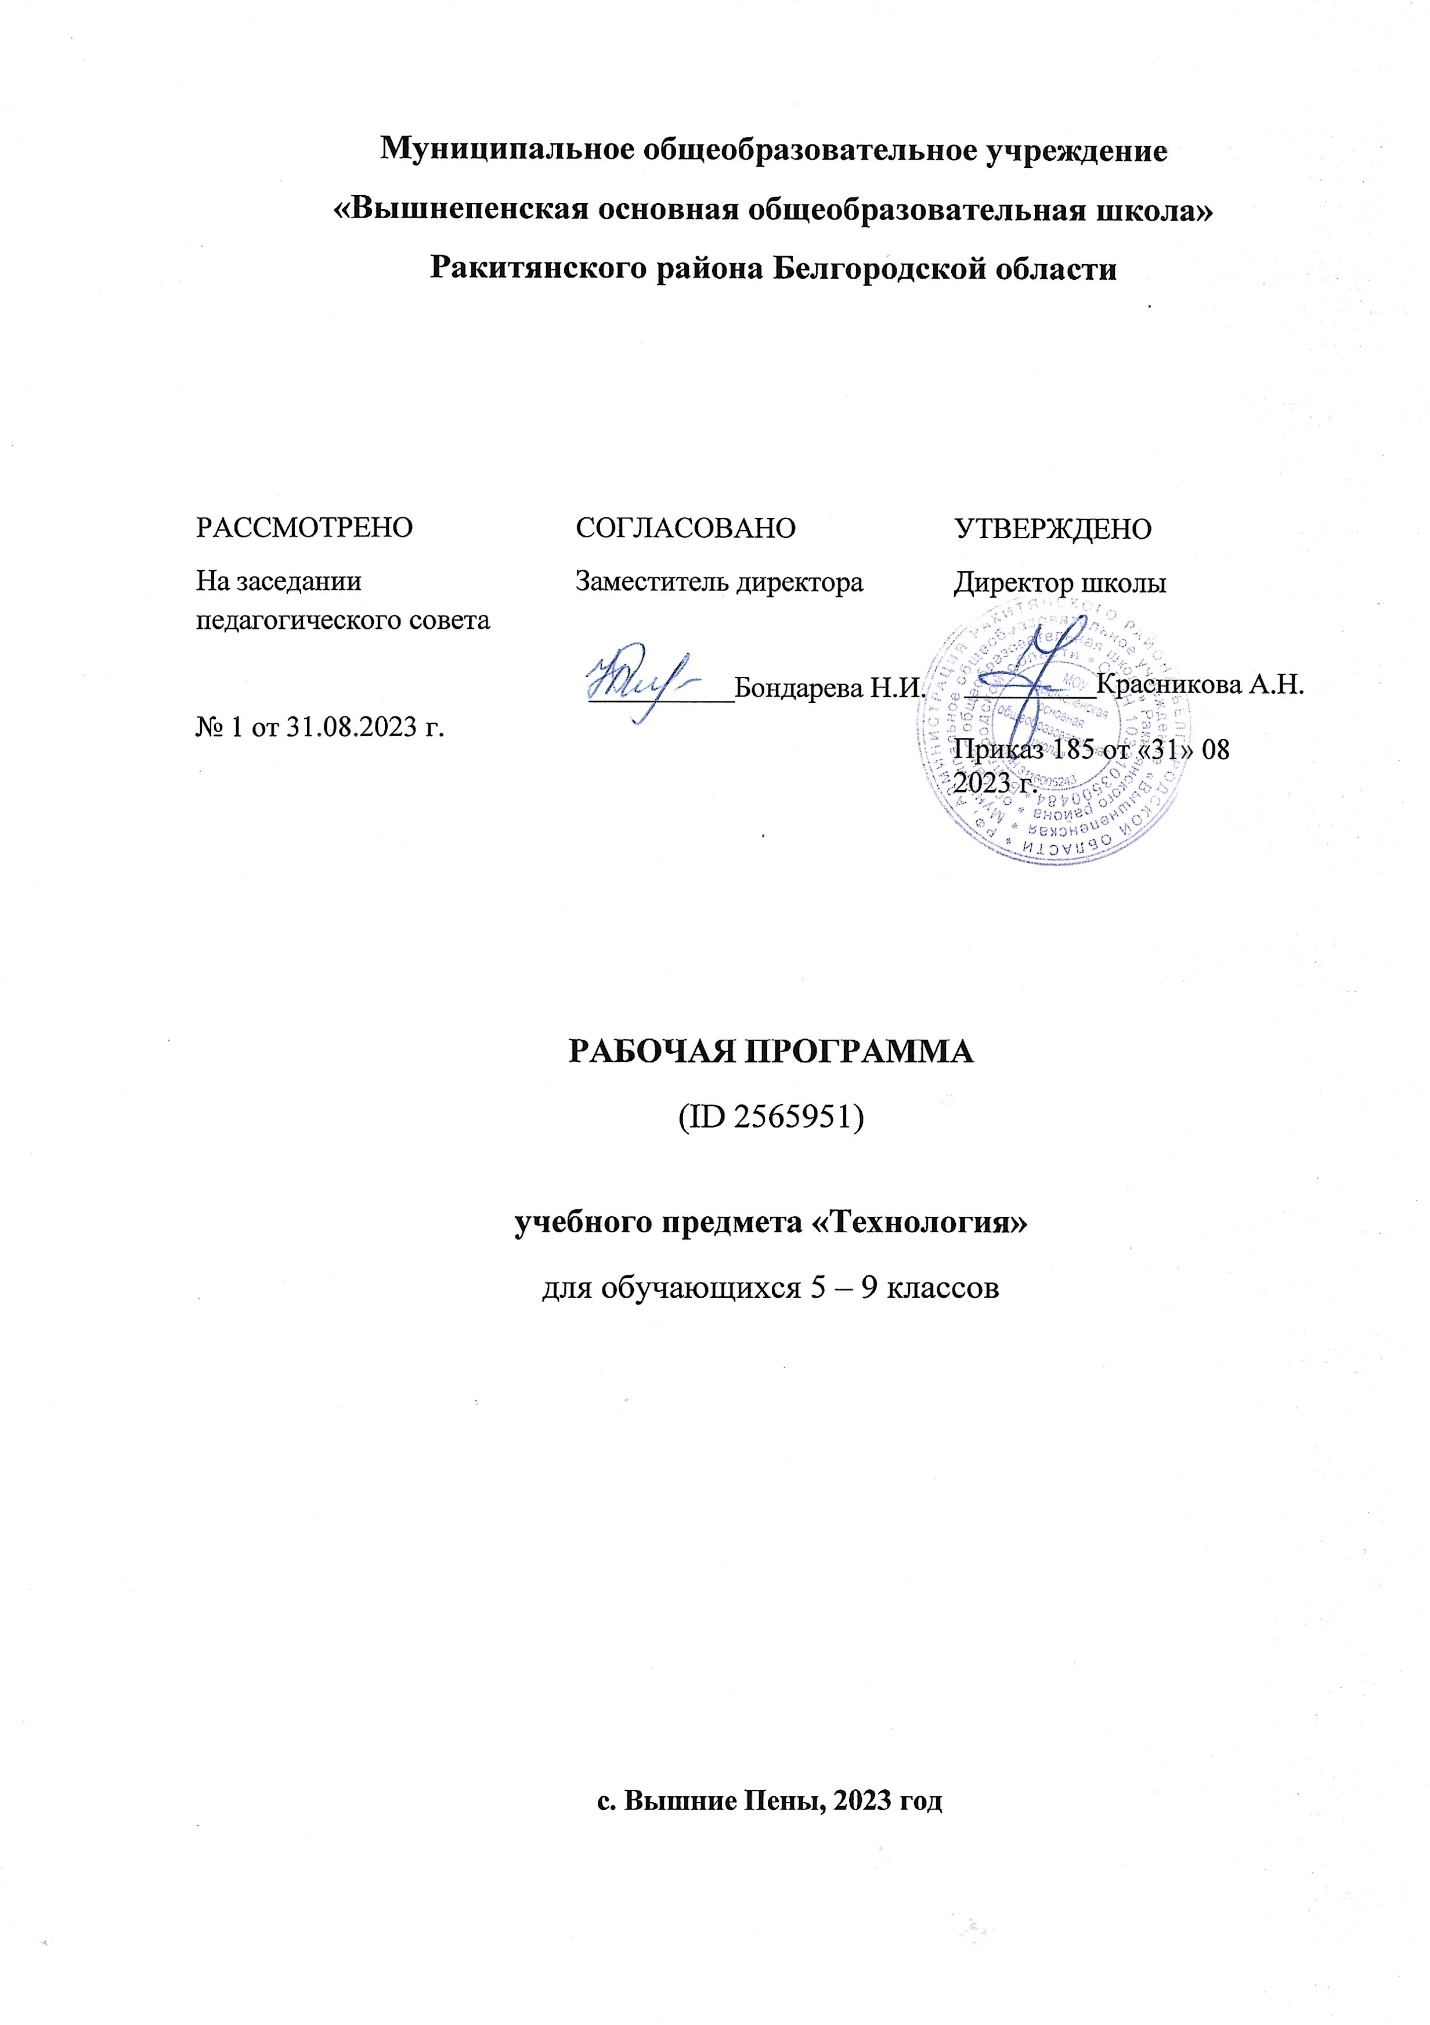 Муниципальное общеобразовательное учреждение
«Вышнепенская основная общеобразовательная школа»
Ракитянского района Белгородской области
РАССМОТРЕНО
На заседании
педагогического совета
№ 1 от 31.08.2023 г.
СОГЛАСОВАНО
Заместитель директора
___________Бондарева Н.И.
УТВЕРЖДЕНО
Директор школы
__________Красникова А.Н.
Приказ 185 от «31» 08
2023 г.
РАБОЧАЯ ПРОГРАММА
(ID 2565951)
учебного предмета «Технология»
для обучающихся 5 – 9 классов
с. Вышние Пены, 2023 год